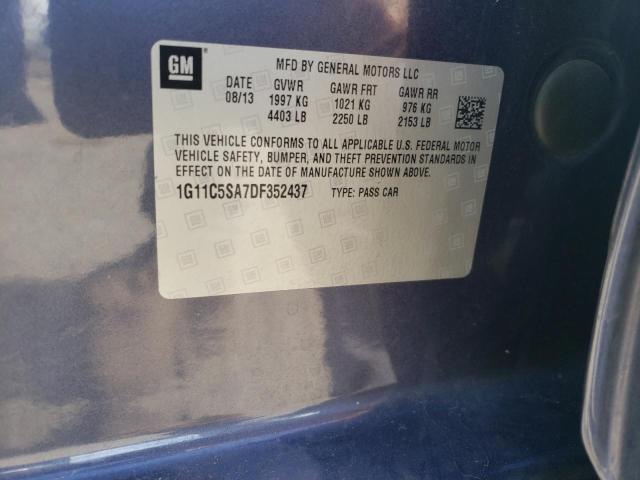 GM
MFD BY GENERAL MOTORS LLC
DATE GVWR GAWR FRT GAWR RR
08/13 1997 KG 1021 KG 976 KG
4403 LB 2250 LB 2153 LB
THIS VEHICLE CONFORMS TO ALL APPLICABLE U.S. FEDERAL MOTOR
VEHICLE SAFETY, BUMPER, AND THEFT PREVENTION STANDARDS IN
EFFECT ON THE DATE OF MANUFACTURE SHOWN ABOVE.
1G11C5SA7DF352437 TYPE: PASS CAR